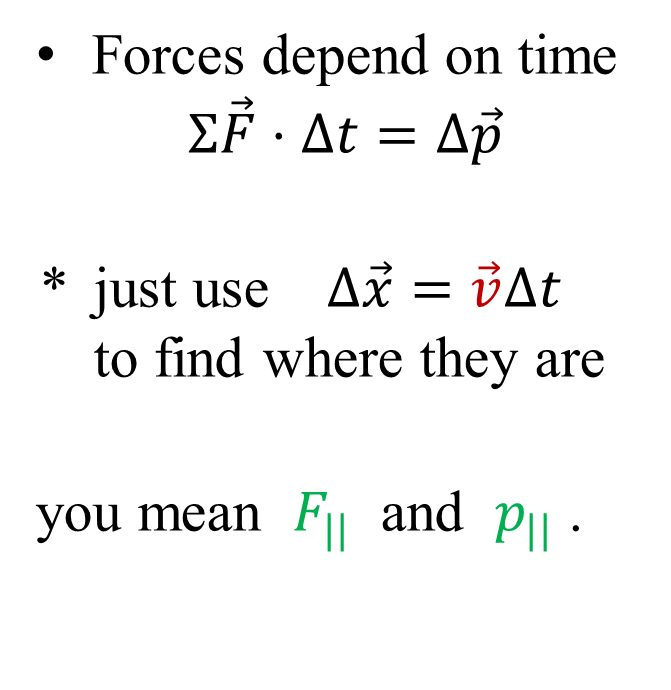 • Forces depend on time
ΣF⃗ · Δt = Δp⃗
* just use Δx⃗ = v⃗Δt
to find where they are
you mean F_|| and p_|| .